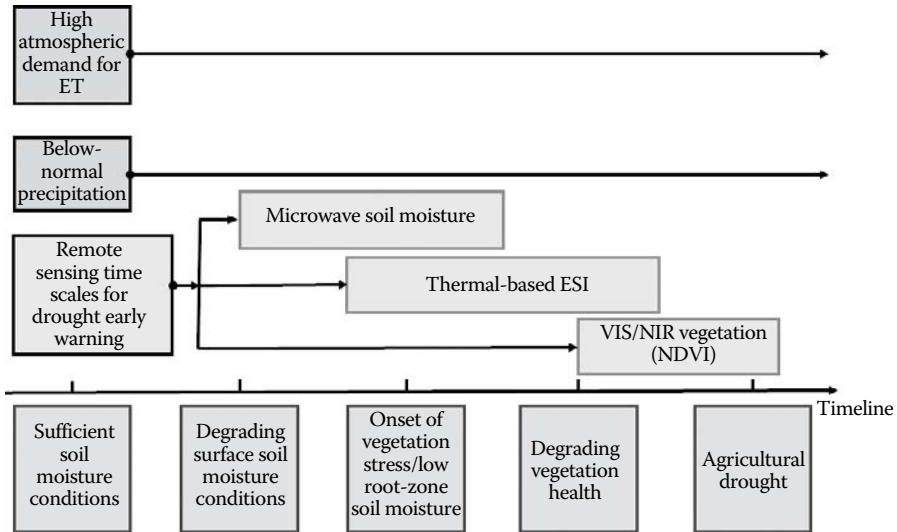 High
atmospheric
demand for
ET
Below-
normal
precipitation
Microwave soil moisture
Remote
sensing time
scales for
drought early
warning
Thermal-based ESI
VIS/NIR vegetation
(NDVI)
Timeline
Sufficient
soil
moisture
conditions
Degrading
surface soil
moisture
conditions
Onset of
vegetation
stress/low
root-zone
soil moisture
Degrading
vegetation
health
Agricultural
drought